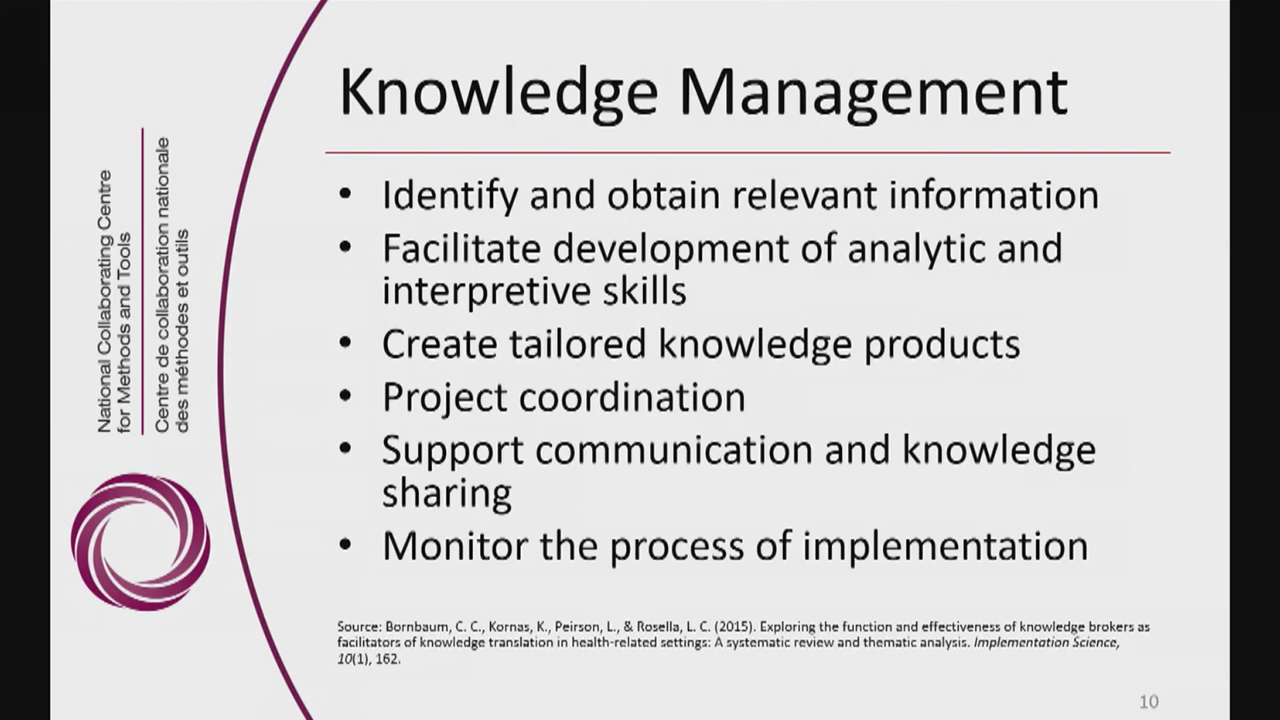 Knowledge Management
National Collaborating Centre
for Methods and Tools
Centre de collaboration nationale
des méthodes et outils
• Identify and obtain relevant information
• Facilitate development of analytic and
interpretive skills
• Create tailored knowledge products
• Project coordination
• Support communication and knowledge
sharing
• Monitor the process of implementation
Source: Bornbaum, C. C., Kornas, K., Peirson, L., & Rosella, L. C. (2015). Exploring the function and effectiveness of knowledge brokers as
facilitators of knowledge translation in health-related settings: A systematic review and thematic analysis. Implementation Science,
10(1), 162.
10